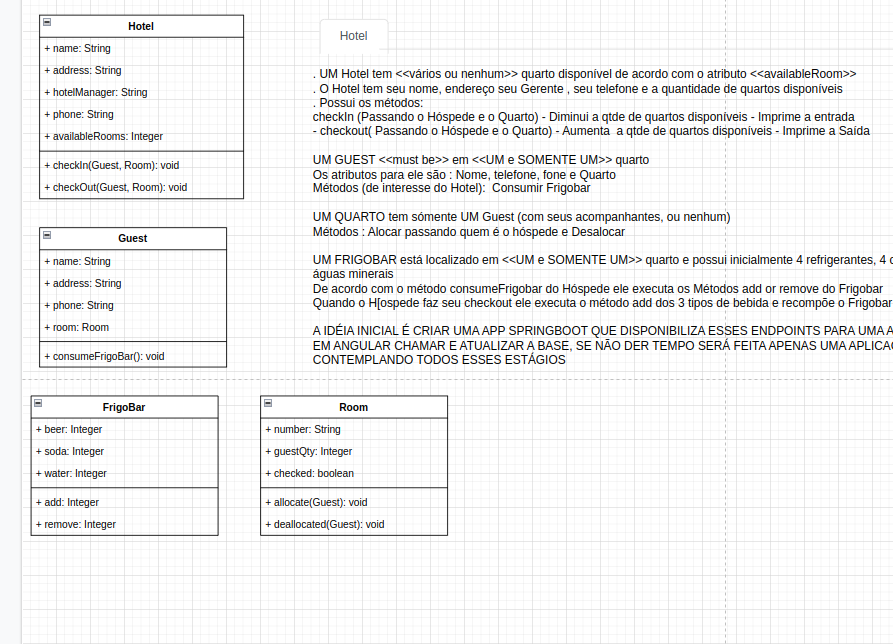 Hotel
+ name: String
+ address: String
+ hotelManager: String
+ phone: String
+ availableRooms: Integer
+ checkIn(Guest, Room): void
+ checkOut(Guest, Room): void
Guest
+ name: String
+ address: String
+ phone: String
+ room: Room
+ consumeFrigoBar(): void
FrigoBar
+ beer: Integer
+ soda: Integer
+ water: Integer
+ add: Integer
+ remove: Integer
Room
+ number: String
+ guestQty: Integer
+ checked: boolean
+ allocate(Guest): void
+ deallocated(Guest): void
Hotel
. UM Hotel tem <<vários ou nenhum>> quarto disponível de acordo com o atributo <<availableRoom>>
. O Hotel tem seu nome, endereço seu Gerente , seu telefone e a quantidade de quartos disponíveis
. Possui os métodos:
checkIn (Passando o Hóspede e o Quarto) - Diminui a qtde de quartos disponíveis - Imprime a entrada
- checkout( Passando o Hóspede e o Quarto) - Aumenta a qtde de quartos disponíveis - Imprime a Saída
UM GUEST <<must be>> em <<UM e SOMENTE UM>> quarto
Os atributos para ele são : Nome, telefone, fone e Quarto
Métodos (de interesse do Hotel): Consumir Frigobar
UM QUARTO tem sómente UM Guest (com seus acompanhantes, ou nenhum)
Métodos : Alocar passando quem é o hóspede e Desalocar
UM FRIGOBAR está localizado em <<UM e SOMENTE UM>> quarto e possui inicialmente 4 refrigerantes, 4
águas minerais
De acordo com o método consumeFrigobar do Hóspede ele executa os Métodos add or remove do Frigobar
Quando o H[ospede faz seu checkout ele executa o método add dos 3 tipos de bebida e recompõe o Frigobar
A IDÉIA INICIAL É CRIAR UMA APP SPRINGBOOT QUE DISPONIBILIZA ESSES ENDPOINTS PARA UMA
EM ANGULAR CHAMAR E ATUALIZAR A BASE, SE NÃO DER TEMPO SERÁ FEITA APENAS UMA
CONTEMPLANDO TODOS ESSES ESTÁGIOS